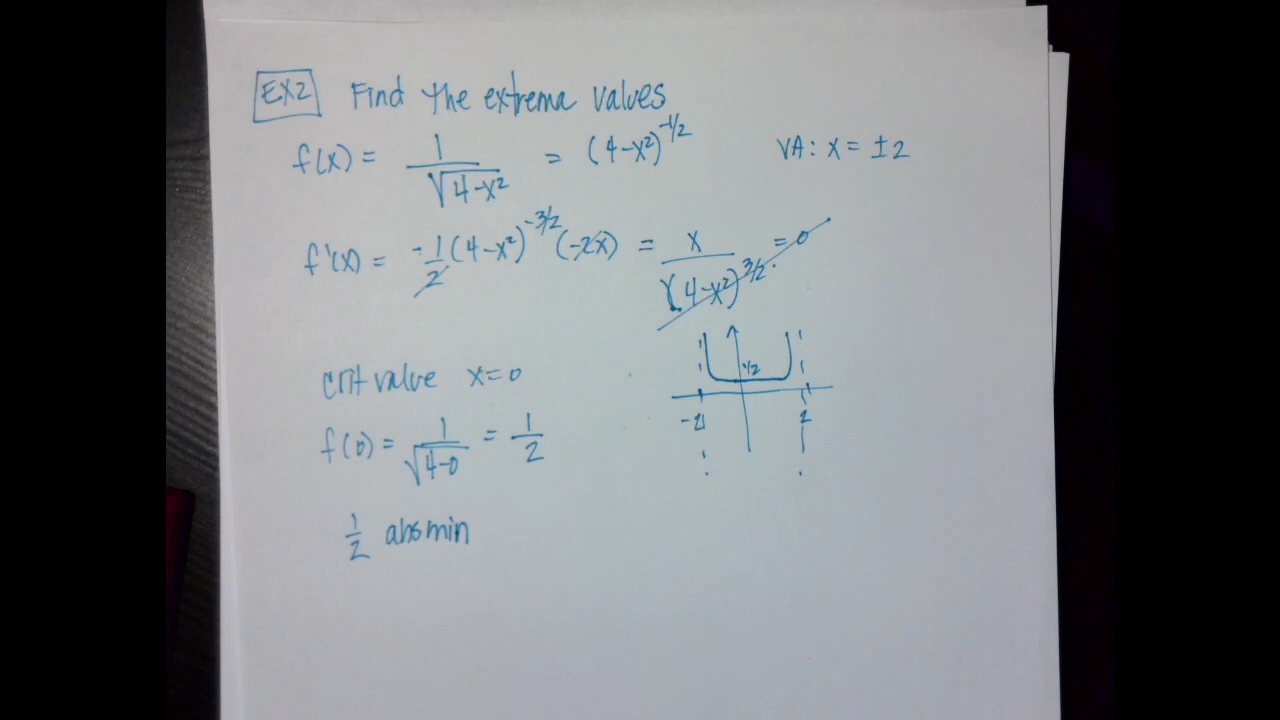 EX2 Find the extrema values
f(x) = 1/√(4-x²) = (4-x²)^(-1/2) VA: x = ±2
f'(x) = -1/2 (4-x²)^(-3/2) (-2x) = x/(4-x²)^(3/2) = 0
crit value x=0
f(0) = 1/√(4-0) = 1/2
1/2 abs min
1/2
-2 2